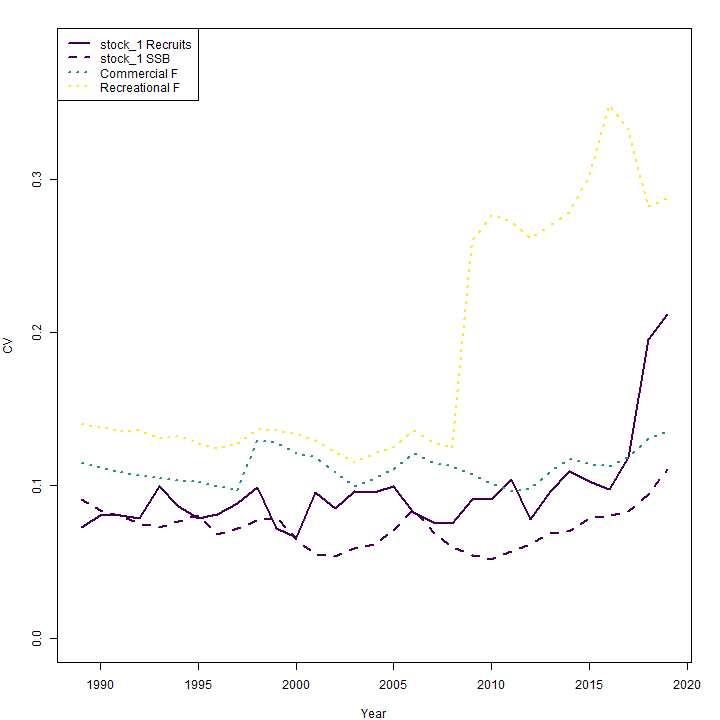 stock_1 Recruits
stock_1 SSB
Commercial F
Recreational F
CV
0.3
0.2
0.1
0.0
1990 1995 2000 2005 2010 2015 2020
Year